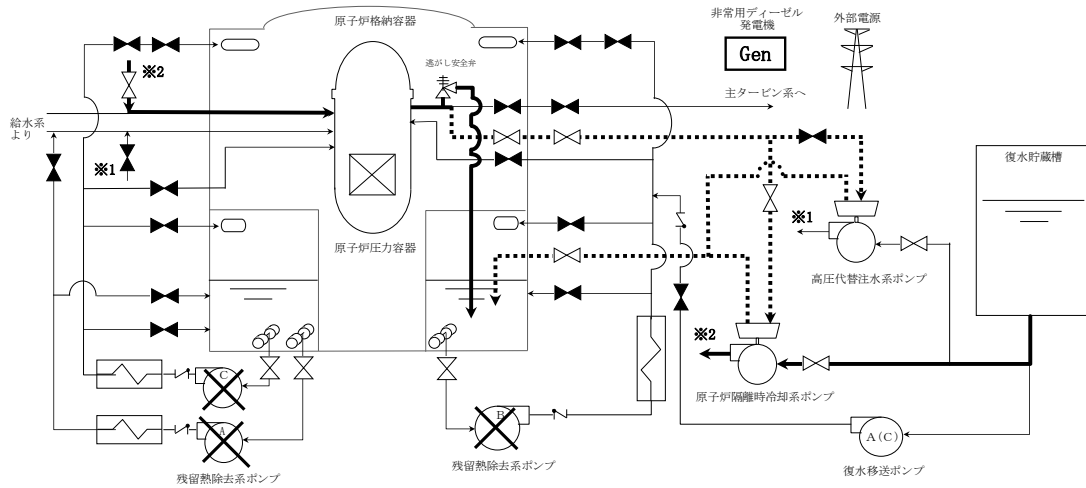 原子炉格納容器
非常用ディーゼル
発電機
Gen
外部電源
※2
逃がし安全弁
主タービン系へ
給水系
より
※1
復水貯蔵槽
※1
原子炉圧力容器
高圧代替注水系ポンプ
※2
原子炉隔離時冷却系ポンプ
C
A
残留熱除去系ポンプ
B
残留熱除去系ポンプ
A(C)
復水移送ポンプ